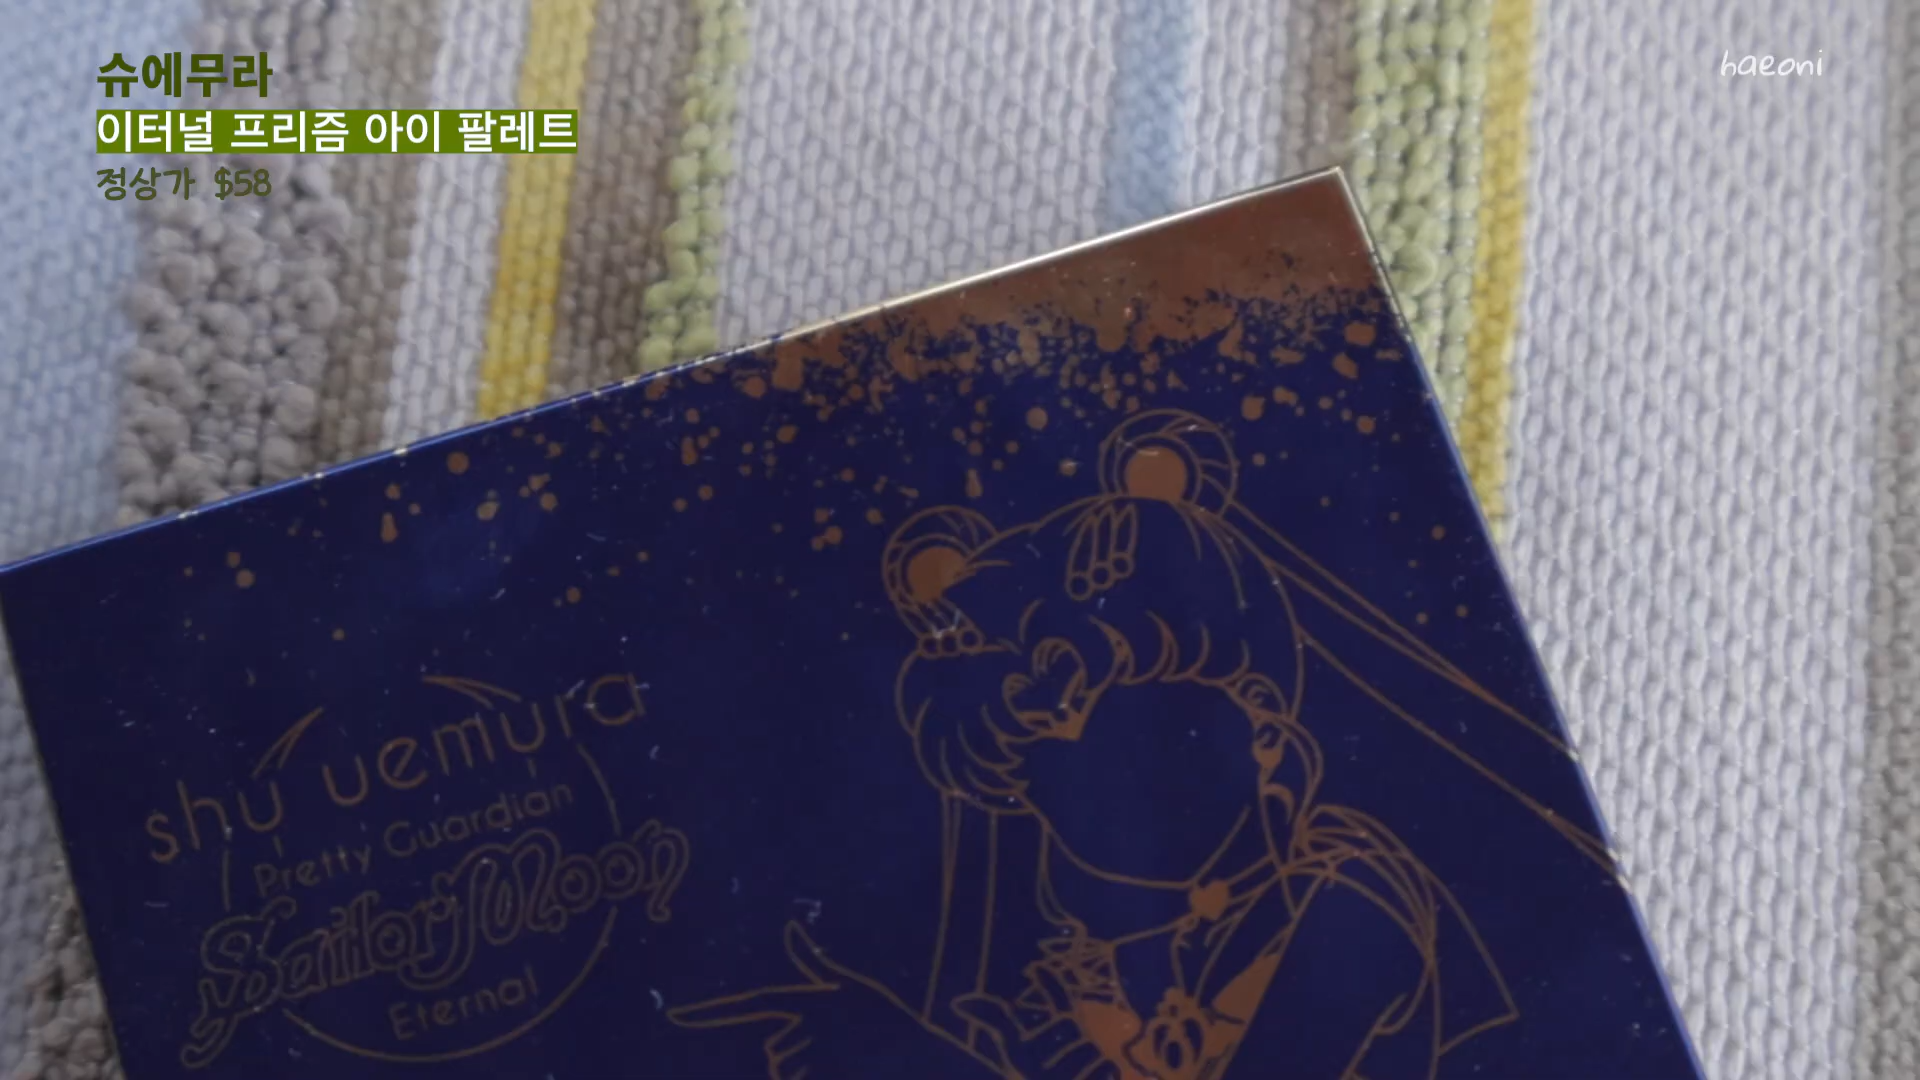 슈에무라
이터널 프리즘 아이 팔레트
정상가 $58
haeoni
shu uemura
Pretty Guardian
Sailor Moon
Eternal